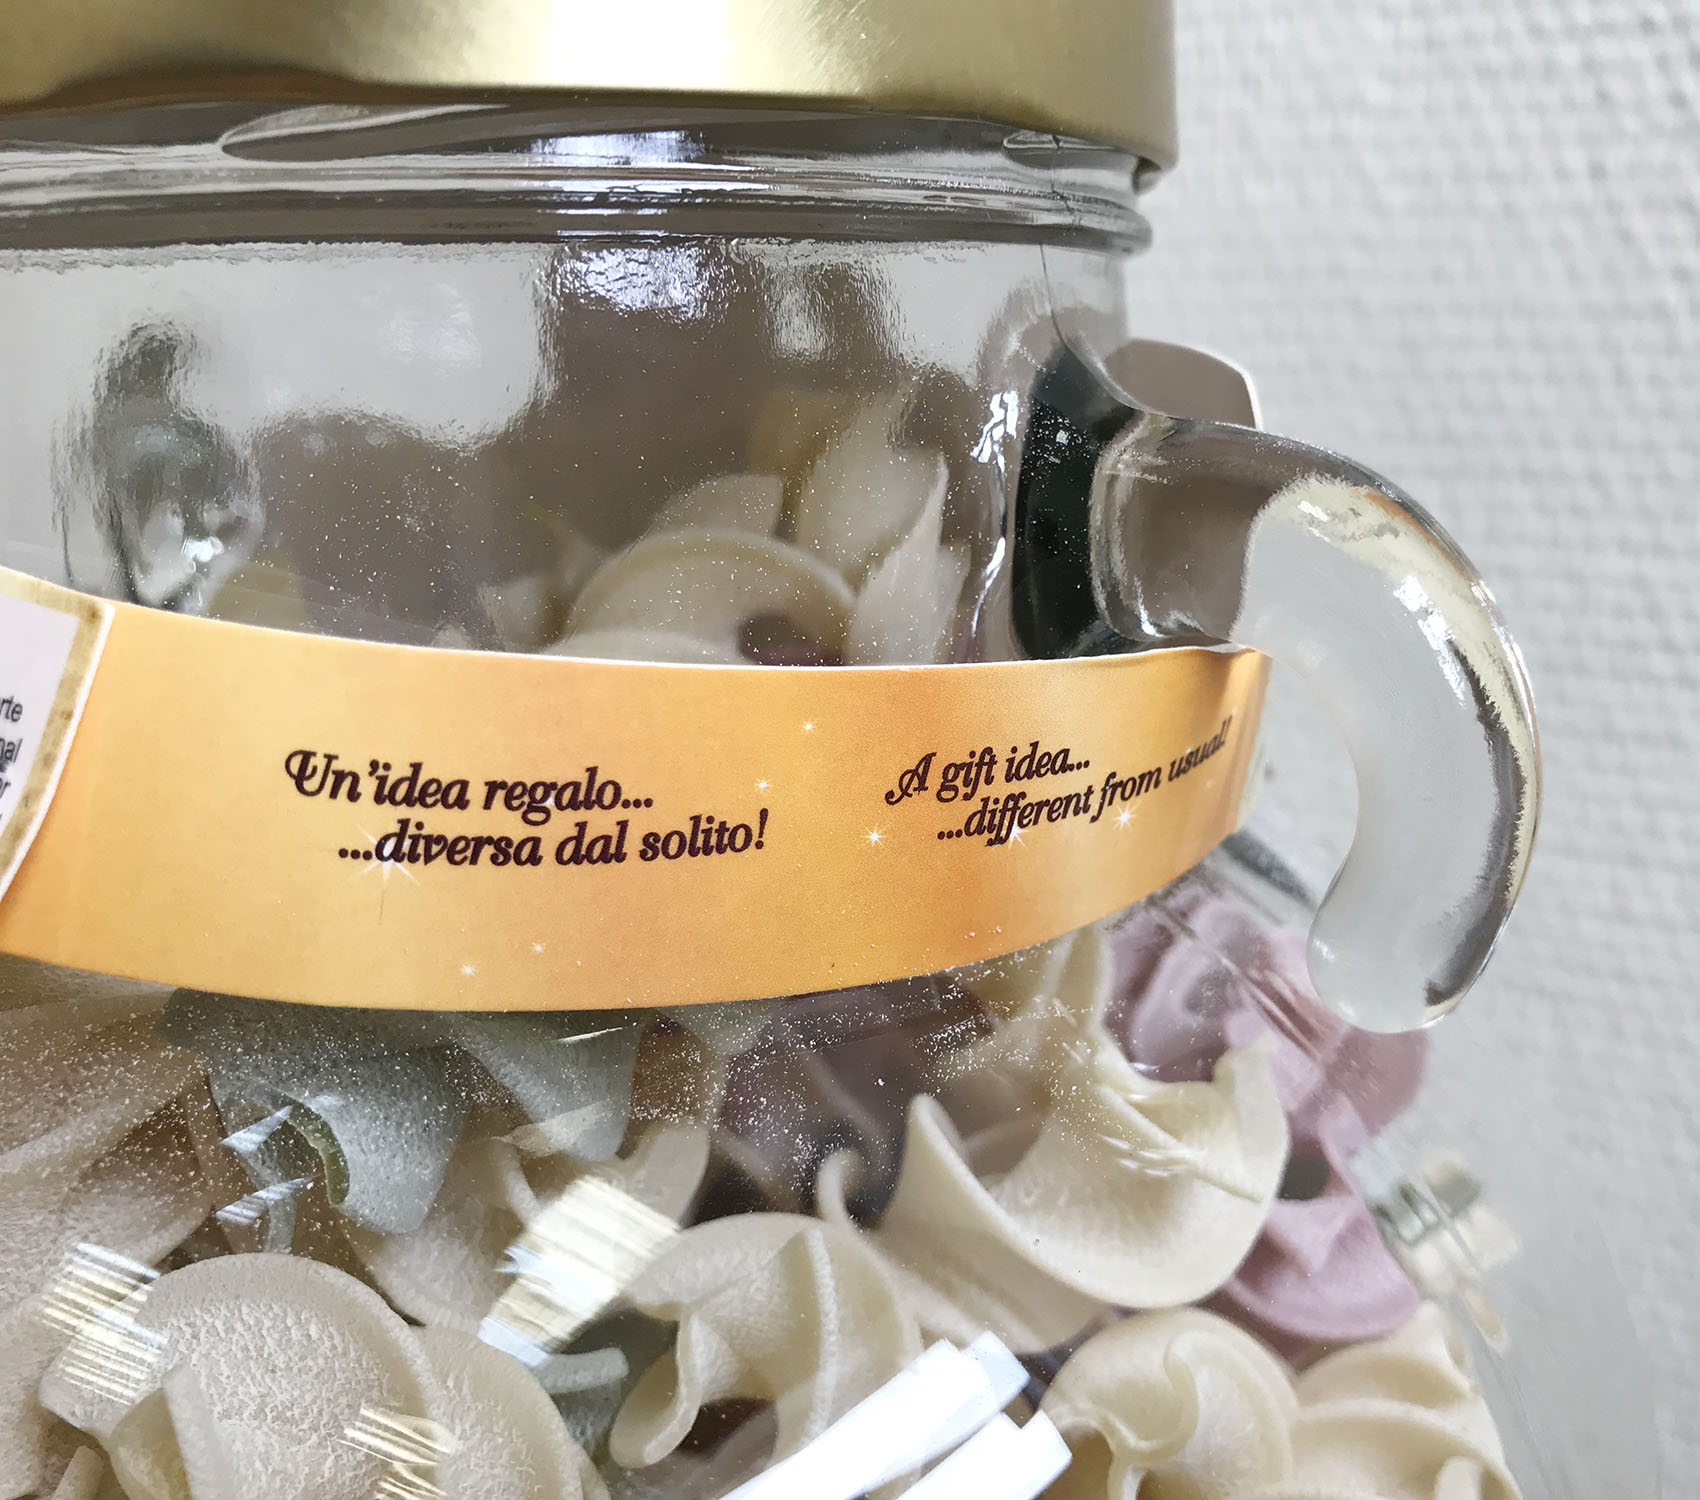 Un'idea regalo...
...diversa dal solito!
A gift idea...
...different from usual!